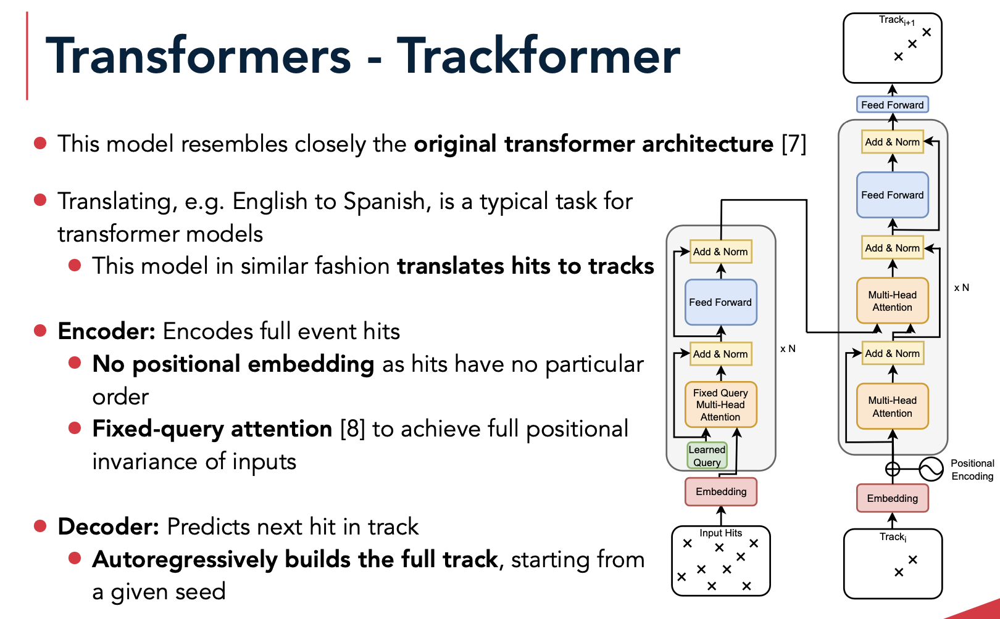 Transformers - Trackformer
This model resembles closely the original transformer architecture [7]
Translating, e.g. English to Spanish, is a typical task for
transformer models
This model in similar fashion translates hits to tracks
Encoder: Encodes full event hits
No positional embedding as hits have no particular
order
Fixed-query attention [8] to achieve full positional
invariance of inputs
Decoder: Predicts next hit in track
Autoregressively builds the full track, starting from
a given seed
Add & Norm
Feed Forward
Add & Norm
Fixed Query
Multi-Head
Attention
Learned
Query
x N
Embedding
Input Hits
Track i+1
Feed Forward
Add & Norm
Feed Forward
Add & Norm
Multi-Head
Attention
x N
Add & Norm
Multi-Head
Attention
Positional
Encoding
Embedding
Track i